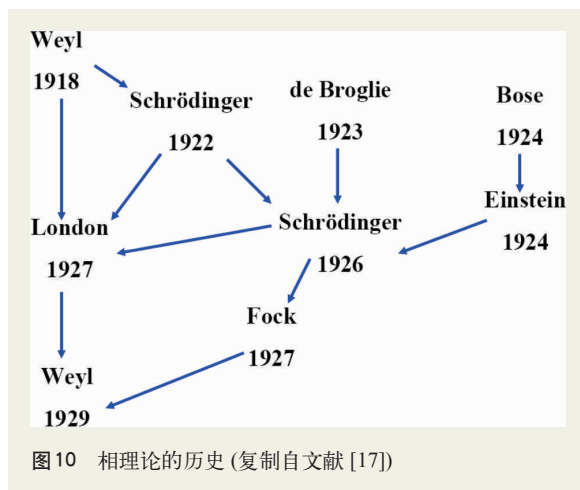 Weyl
1918
Schrödinger
1922
de Broglie
1923
Bose
1924
Einstein
1924
London
1927
Schrödinger
1926
Fock
1927
Weyl
1929
图10 相理论的历史 (复制自文献 [17])